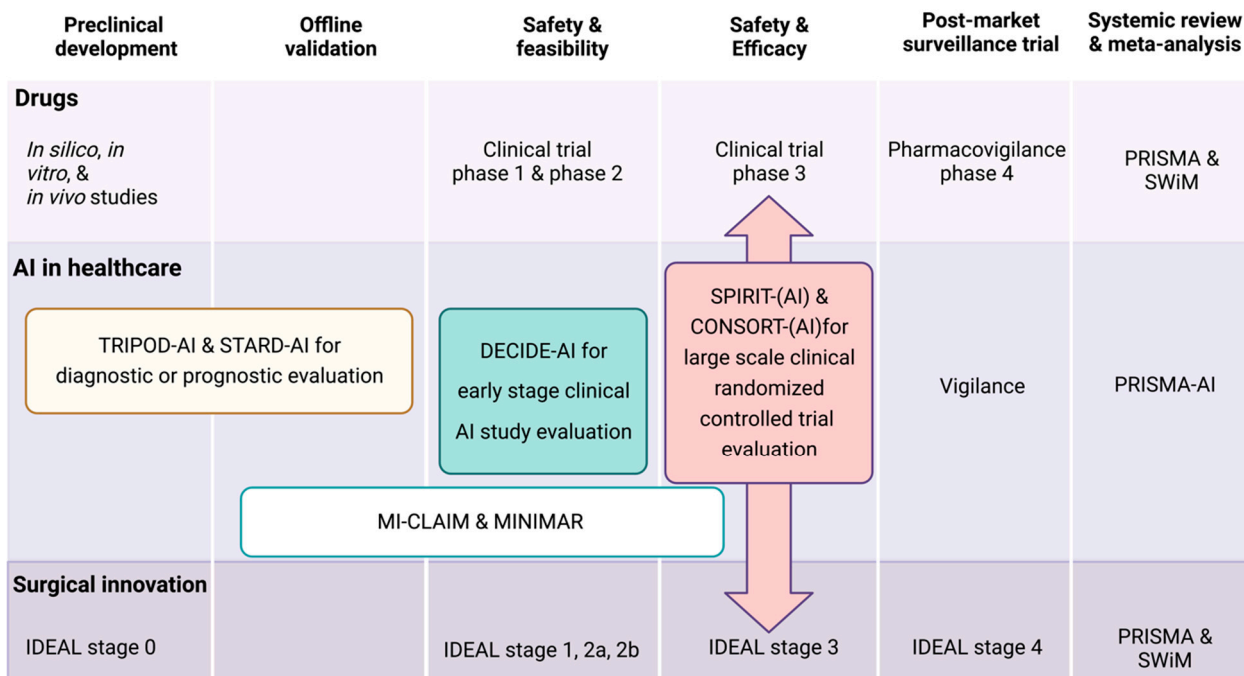 Preclinical
development
Offline
validation
Safety &
feasibility
Safety &
Efficacy
Post-market
surveillance trial
Systemic review
& meta-analysis
Drugs
In silico, in
vitro, &
in vivo studies
Clinical trial
phase 1 & phase 2
Clinical trial
phase 3
Pharmacovigilance
phase 4
PRISMA &
SWiM
AI in healthcare
TRIPOD-AI & STARD-AI for
diagnostic or prognostic evaluation
DECIDE-AI for
early stage clinical
AI study evaluation
SPIRIT-(AI) &
CONSORT-(AI)for
large scale clinical
randomized
controlled trial
evaluation
Vigilance
PRISMA-AI
MI-CLAIM & MINIMAR
Surgical innovation
IDEAL stage 0
IDEAL stage 1, 2a, 2b
IDEAL stage 3
IDEAL stage 4
PRISMA &
SWiM